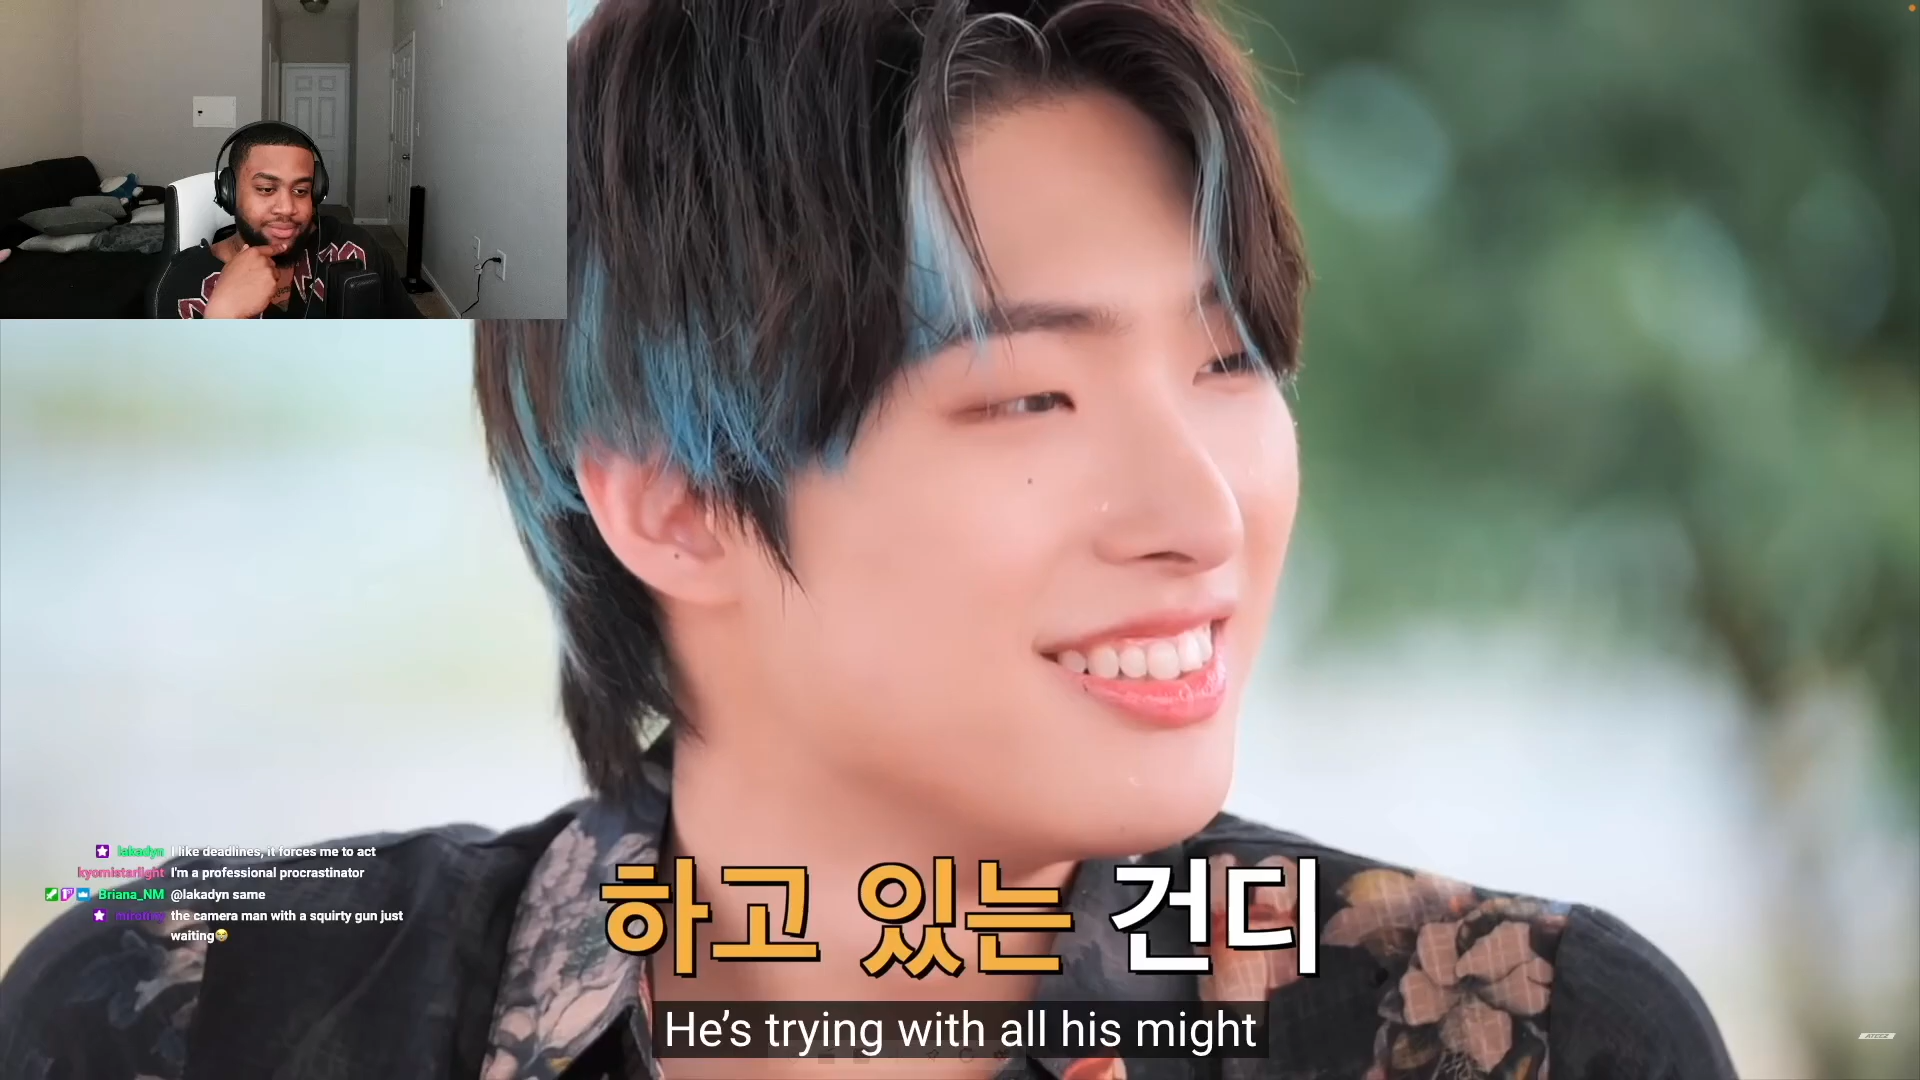 lakadyn I like deadlines, it forces me to act
kyomistarlight I'm a professional procrastinator
Briana_NM @lakadyn same
the camera man with a squirty gun just
waiting😭
하고 있는 건디
He's trying with all his might
ATEEZ